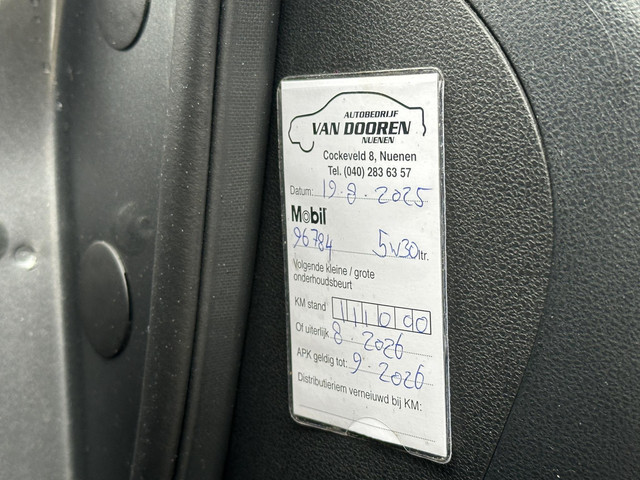 AUTOBEDRIJF
VAN DOOREN
NUENEN
Cockeveld 8, Nuenen
Tel. (040) 283 63 57
Datum: 19.8.2025
Mobil
96784 5w30 ltr.
Volgende kleine / grote
onderhoudsbeurt
KM stand
Of uiterlijk 8.2026
APK geldig tot: 9.2026
Distributieriem vernieuwd bij KM: